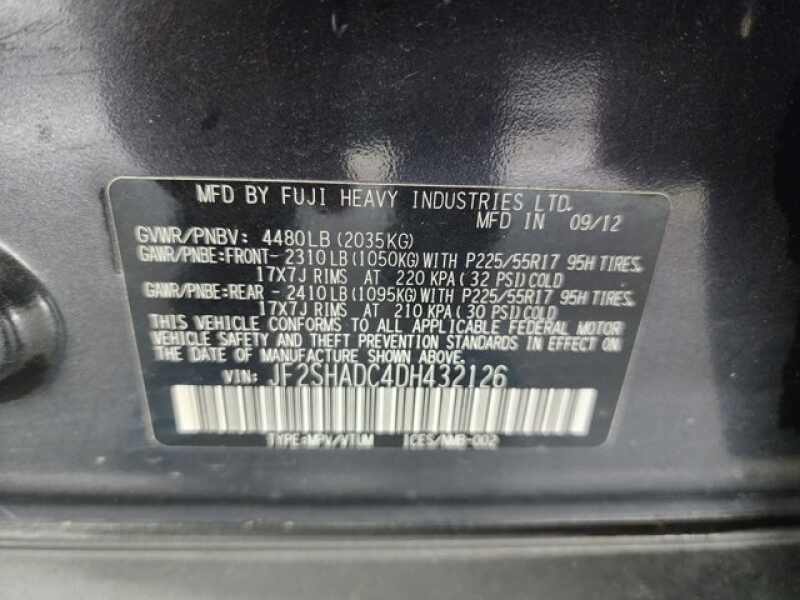 MFD BY FUJI HEAVY INDUSTRIES LTD.
MFD IN 09/12
GVWR/PNBV: 4480LB (2035KG)
GAWR/PNBE:FRONT- 2310 LB (1050KG) WITH P225/55R17 95H TIRES,
17X7J RIMS AT 220 KPA (32 PSI) COLD
GAWR/PNBE:REAR - 2410 LB (1095KG) WITH P225/55R17 95H TIRES,
17X7J RIMS AT 210 KPA (30 PSI) COLD
THIS VEHICLE CONFORMS TO ALL APPLICABLE FEDERAL MOTOR
VEHICLE SAFETY AND THEFT PREVENTION STANDARDS IN EFFECT ON
THE DATE OF MANUFACTURE SHOWN ABOVE.
VIN: JF2SHADC4DH432126
TYPE:MPV/VTUM ICES/NMB-002